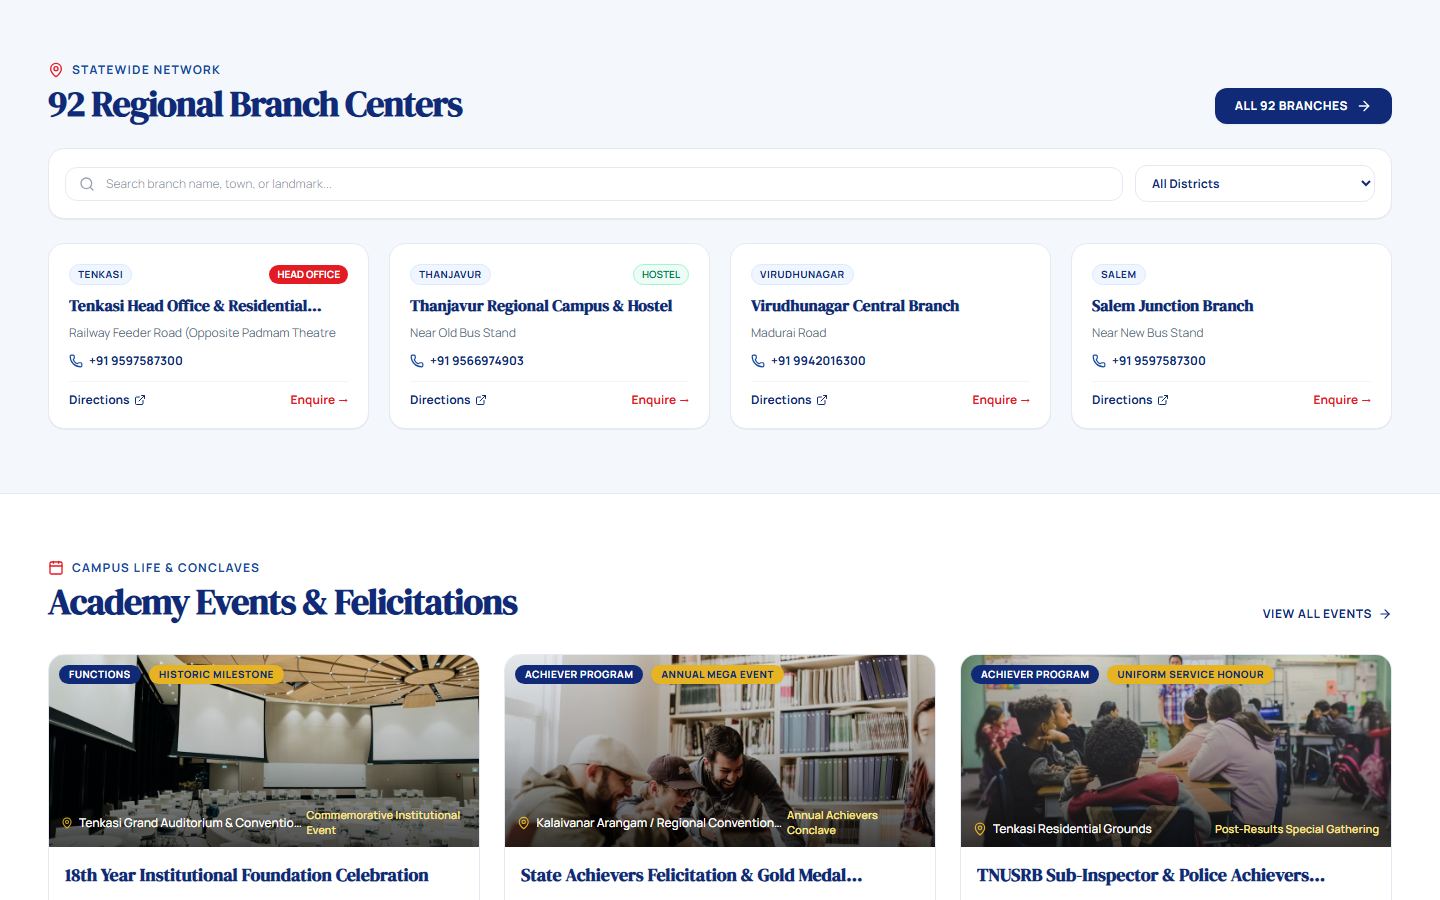 STATEWIDE NETWORK
92 Regional Branch Centers
ALL 92 BRANCHES →
Search branch name, town, or landmark...
All Districts
TENKASI
HEAD OFFICE
Tenkasi Head Office & Residential...
Railway Feeder Road (Opposite Padmam Theatre
+91 9597587300
Directions
Enquire →
THANJAVUR
HOSTEL
Thanjavur Regional Campus & Hostel
Near Old Bus Stand
+91 9566974903
Directions
Enquire →
VIRUDHUNAGAR
Virudhunagar Central Branch
Madurai Road
+91 9942016300
Directions
Enquire →
SALEM
Salem Junction Branch
Near New Bus Stand
+91 9597587300
Directions
Enquire →
CAMPUS LIFE & CONCLAVES
Academy Events & Felicitations
VIEW ALL EVENTS →
FUNCTIONS
HISTORIC MILESTONE
Tenkasi Grand Auditorium & Conventio...
Commemorative Institutional
Event
18th Year Institutional Foundation Celebration
ACHIEVER PROGRAM
ANNUAL MEGA EVENT
Kalaivanar Arangam / Regional Convention...
Annual Achievers
Conclave
State Achievers Felicitation & Gold Medal...
ACHIEVER PROGRAM
UNIFORM SERVICE HONOUR
Tenkasi Residential Grounds
Post-Results Special Gathering
TNUSRB Sub-Inspector & Police Achievers...